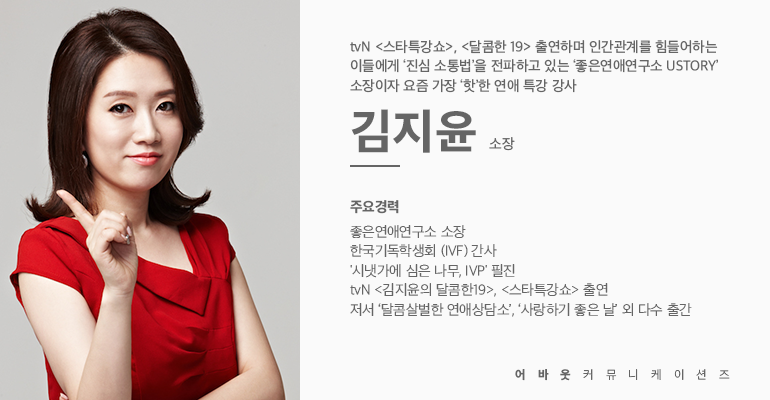 tvN <스타특강쇼>, <달콤한 19> 출연하며 인간관계를 힘들어하는
이들에게 ‘진심 소통법’을 전파하고 있는 ‘좋은연애연구소 USTORY’
소장이자 요즘 가장 ‘핫’한 연애 특강 강사
김지윤 소장
주요경력
좋은연애연구소 소장
한국기독학생회 (IVF) 간사
'시냇가에 심은 나무, IVP' 필진
tvN <김지윤의 달콤한19>, <스타특강쇼> 출연
저서 ‘달콤살벌한 연애상담소’, ‘사랑하기 좋은 날’ 외 다수 출간
어바웃커뮤니케이션즈